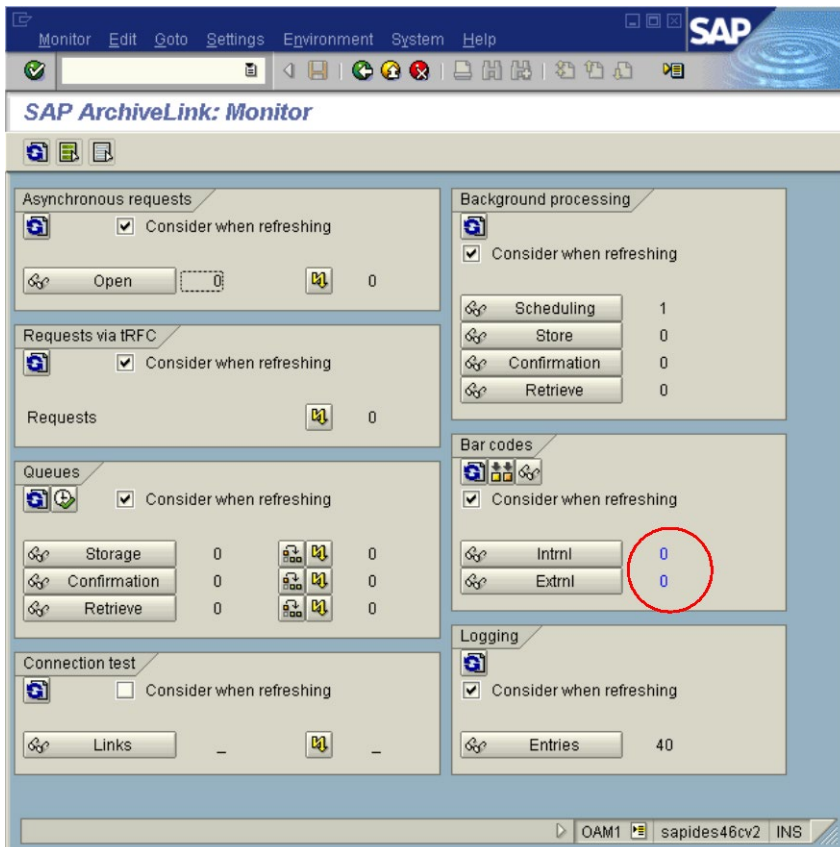 Monitor Edit Goto Settings Environment System Help
SAP
SAP ArchiveLink: Monitor
Asynchronous requests
Consider when refreshing
Open 0 0
Requests via tRFC
Consider when refreshing
Requests 0
Queues
Consider when refreshing
Storage 0 0
Confirmation 0 0
Retrieve 0 0
Connection test
Consider when refreshing
Links _ _
Background processing
Consider when refreshing
Scheduling 1
Store 0
Confirmation 0
Retrieve 0
Bar codes
Consider when refreshing
Intrnl 0
Extrnl 0
Logging
Consider when refreshing
Entries 40
OAM1 sapides46cv2 INS